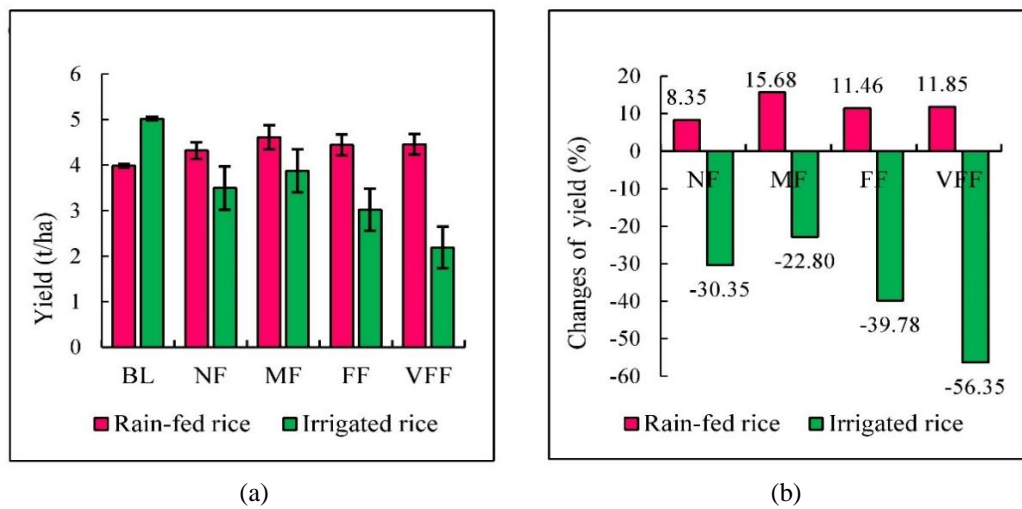 6
5
4
3
2
1
0
Yield (t/ha)
BL NF MF FF VFF
Rain-fed rice Irrigated rice
(a)
20
10
0
-10
-20
-30
-40
-50
-60
Changes of yield (%)
8.35 15.68 11.46 11.85
NF MF FF VFF
-30.35 -22.80 -39.78 -56.35
Rain-fed rice Irrigated rice
(b)